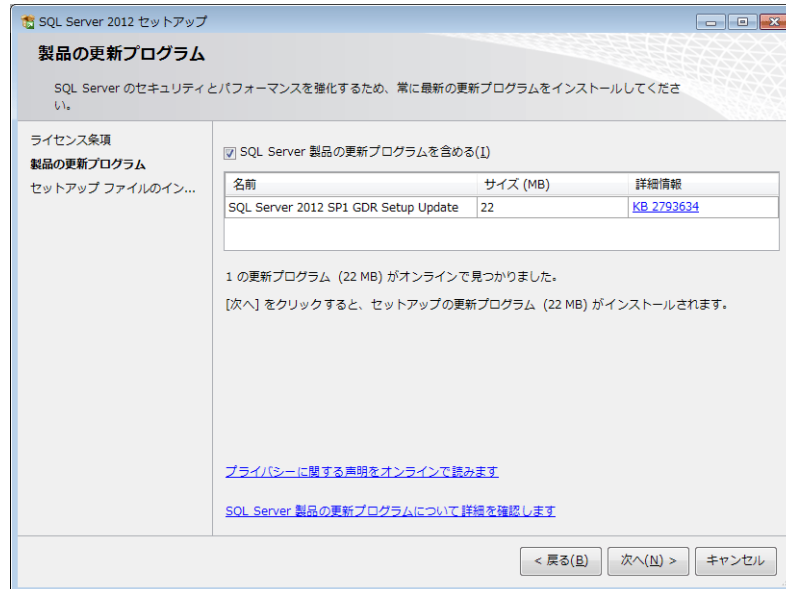 SQL Server 2012 セットアップ
製品の更新プログラム
SQL Server のセキュリティとパフォーマンスを強化するため、常に最新の更新プログラムをインストールしてくださ
い。
ライセンス条項
製品の更新プログラム
セットアップ ファイルのイン...
SQL Server 製品の更新プログラムを含める(I)
名前 サイズ (MB) 詳細情報
SQL Server 2012 SP1 GDR Setup Update 22 KB 2793634
1 の更新プログラム (22 MB) がオンラインで見つかりました。
[次へ] をクリックすると、セットアップの更新プログラム (22 MB) がインストールされます。
プライバシーに関する声明をオンラインで読みます
SQL Server 製品の更新プログラムについて詳細を確認します
< 戻る(B) 次へ(N) > キャンセル